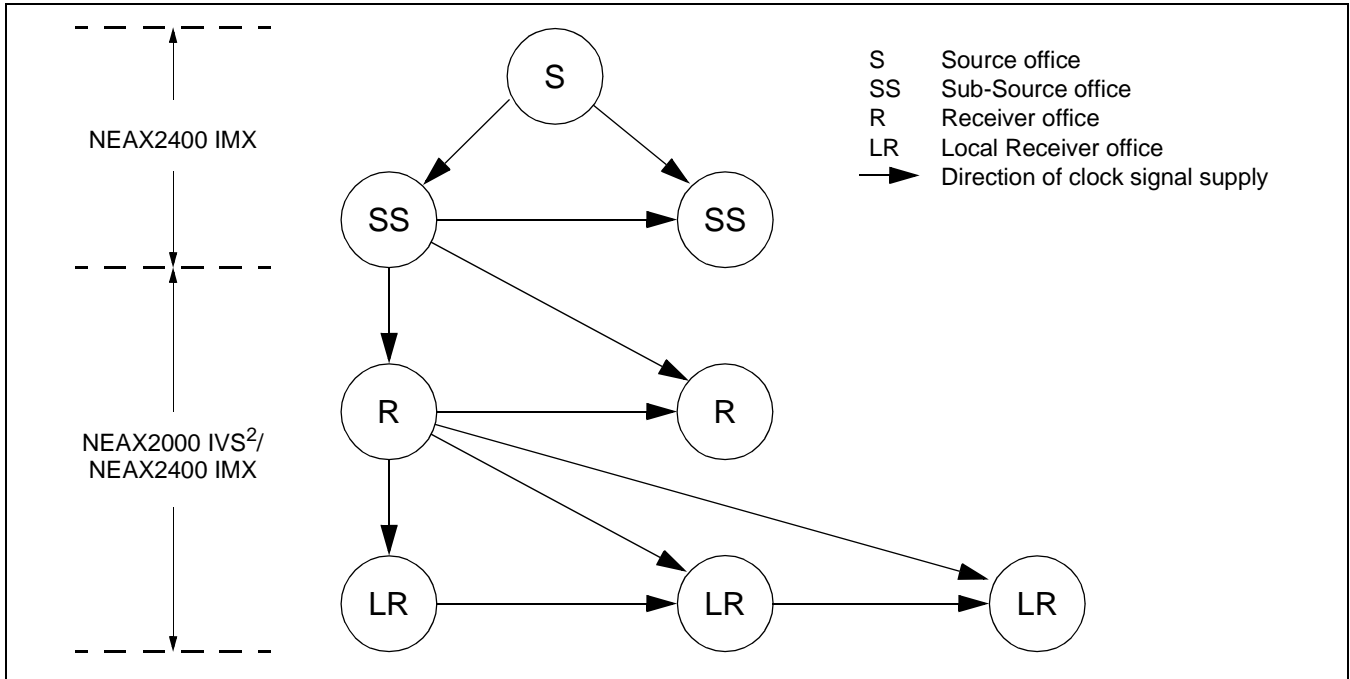 S
S Source office
SS Sub-Source office
R Receiver office
LR Local Receiver office
Direction of clock signal supply
NEAX2400 IMX
SS
SS
R
R
NEAX2000 IVS²/
NEAX2400 IMX
LR
LR
LR